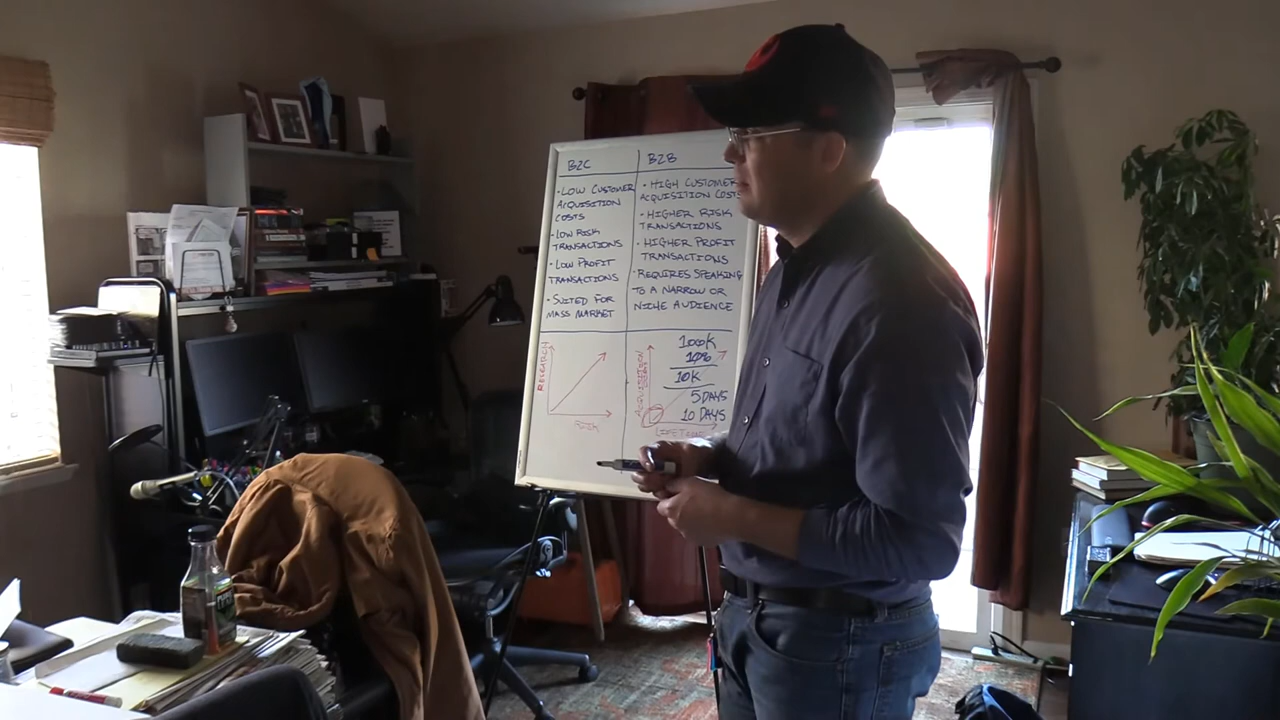 B2C
• LOW CUSTOMER
ACQUISITION
COSTS
• LOW RISK
TRANSACTIONS
• LOW PROFIT
TRANSACTIONS
• SUITED FOR
MASS MARKET
B2B
• HIGH CUSTOMER
ACQUISITION COSTS
• HIGHER RISK
TRANSACTIONS
• HIGHER PROFIT
TRANSACTIONS
• REQUIRES SPEAKING
TO A NARROW OR
NICHE AUDIENCE
RESEARCH
RISK
ACQUISITION
100K
10%
10K
5 DAYS
10 DAYS